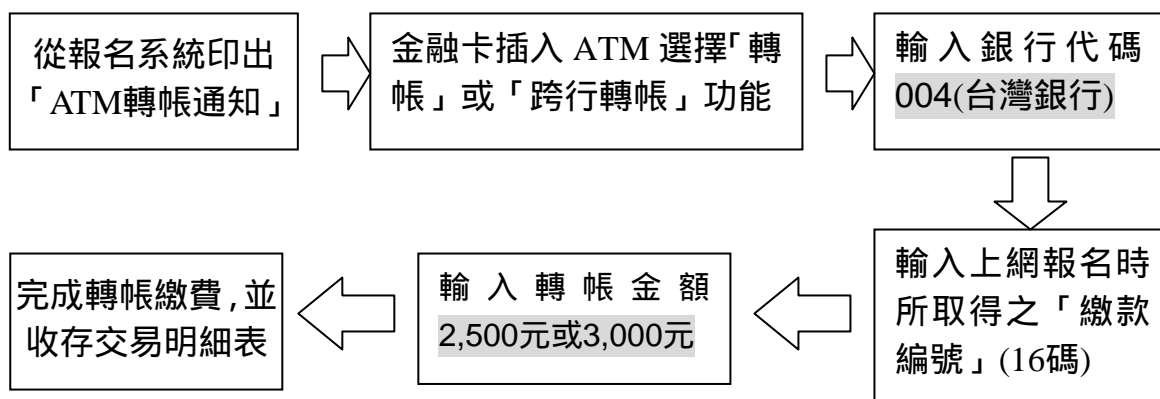 從報名系統印出
「ATM轉帳通知」
金融卡插入 ATM 選擇「轉
帳」或「跨行轉帳」功能
輸入銀行代碼
004(台灣銀行)
輸入上網報名時
所取得之「繳款
編號」(16碼)
輸入轉帳金額
2,500元或3,000元
完成轉帳繳費,並
收存交易明細表